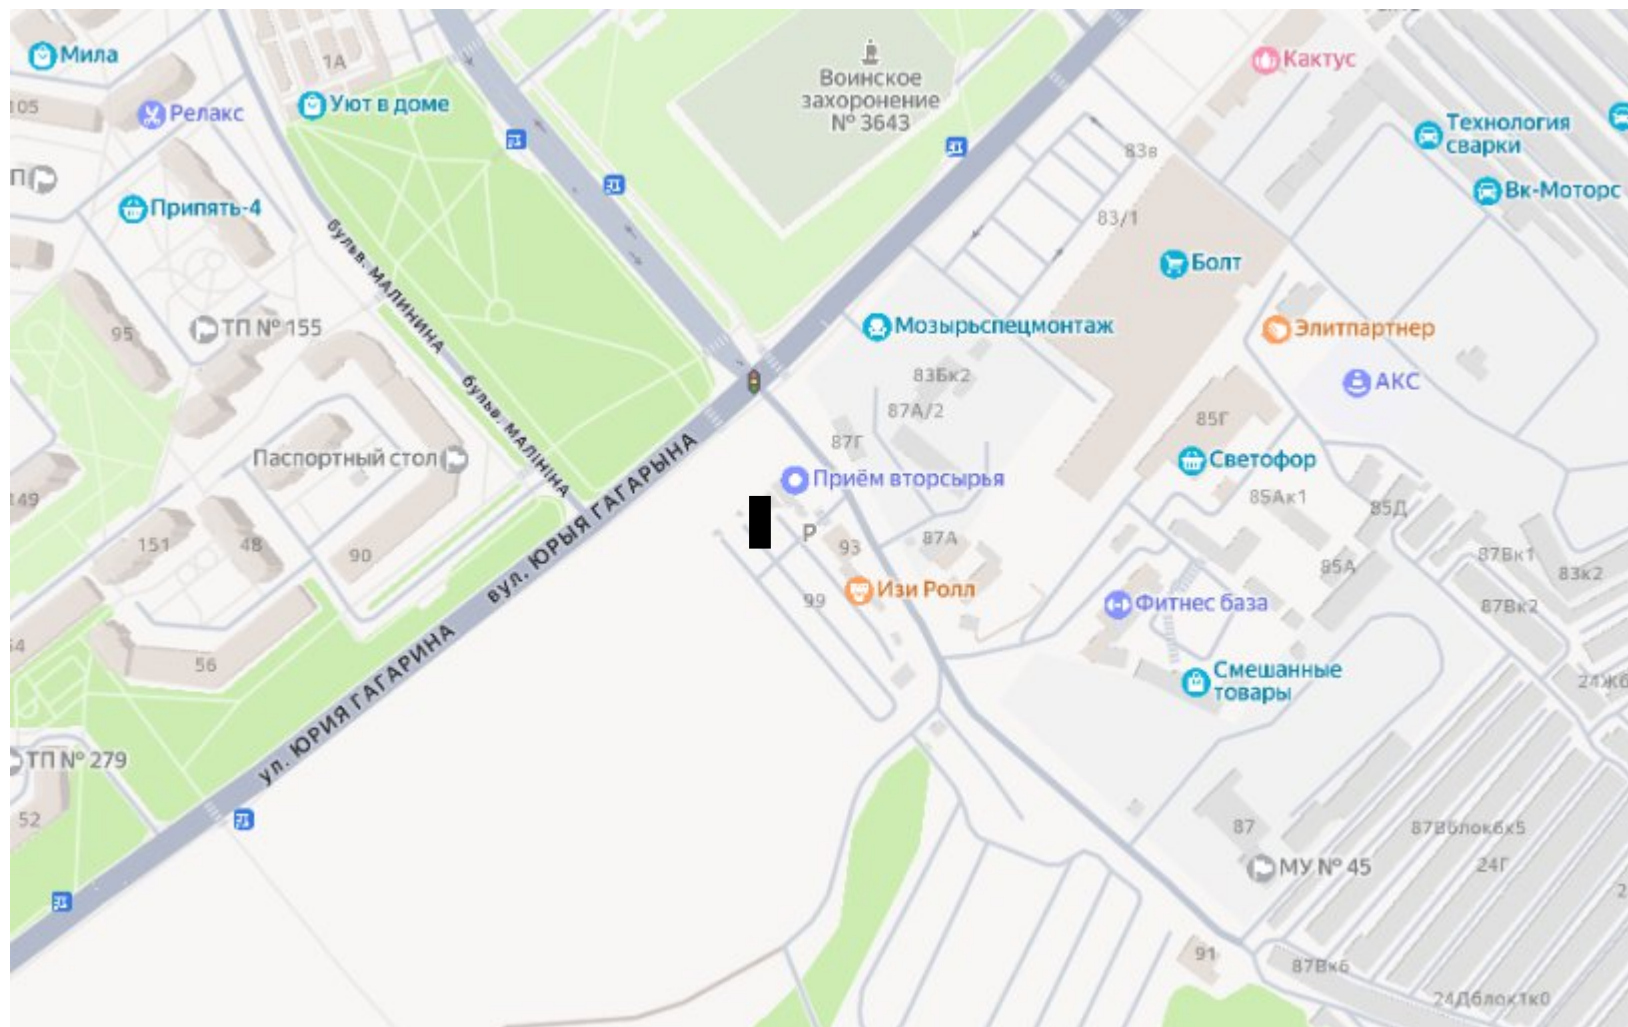 Мила
1А
Кактус
Воинское
захоронение
№ 3643
105
Релакс
Уют в доме
Технология
сварки
83в
П
Вк-Моторс
Припять-4
83/1
бульв. МАЛИНИНА
Болт
95
ТП № 155
Мозырьспецмонтаж
Элитпартнер
83Бк2
АКС
бульв. МАЛІНІНА
87А/2
85Г
87Г
Паспортный стол
вул. ЮРЫЯ ГАГАРЫНА
Светофор
Приём вторсырья
149
85Ак1
85Д
P
151
48
90
93
87А
87Вк1
85А
83к2
Изи Ролл
99
Фитнес база
87Вк2
56
ул. ЮРИЯ ГАГАРИНА
Смешанные
товары
ТП № 279
52
87
87Вблок6к5
24Г
МУ № 45
91
87Вк6
24Дблок1к0